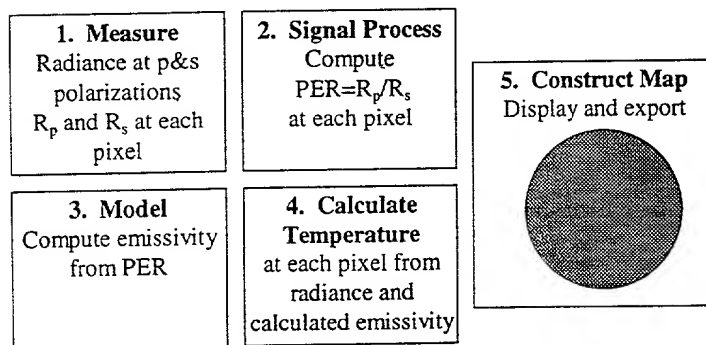 1. Measure
Radiance at p&s
polarizations
Rp and Rs at each
pixel
2. Signal Process
Compute
PER=Rp/Rs
at each pixel
3. Model
Compute emissivity
from PER
4. Calculate
Temperature
at each pixel from
radiance and
calculated emissivity
5. Construct Map
Display and export